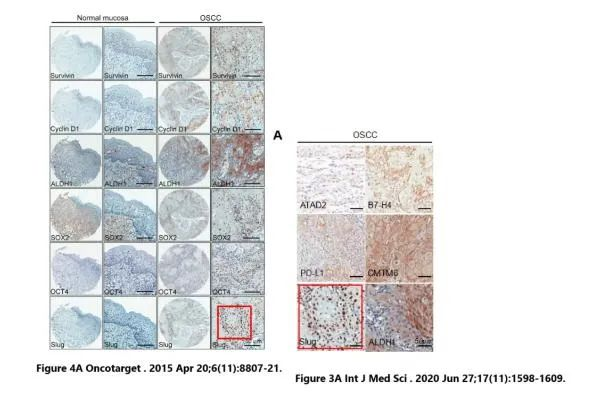 Normal mucosa OSCC
Survivin Survivin Survivin Survivin
Cyclin D1 Cyclin D1 Cyclin D1 Cyclin D1
ALDH1 ALDH1 ALDH1 ALDH1
SOX2 SOX2 SOX2 SOX2
OCT4 OCT4 OCT4 OCT4
Slug Slug Slug Slug
Figure 4A Oncotarget . 2015 Apr 20;6(11):8807-21.
A
OSCC
ATAD2 B7-H4
PD-L1 CMTM6
Slug ALDH1
Figure 3A Int J Med Sci . 2020 Jun 27;17(11):1598-1609.